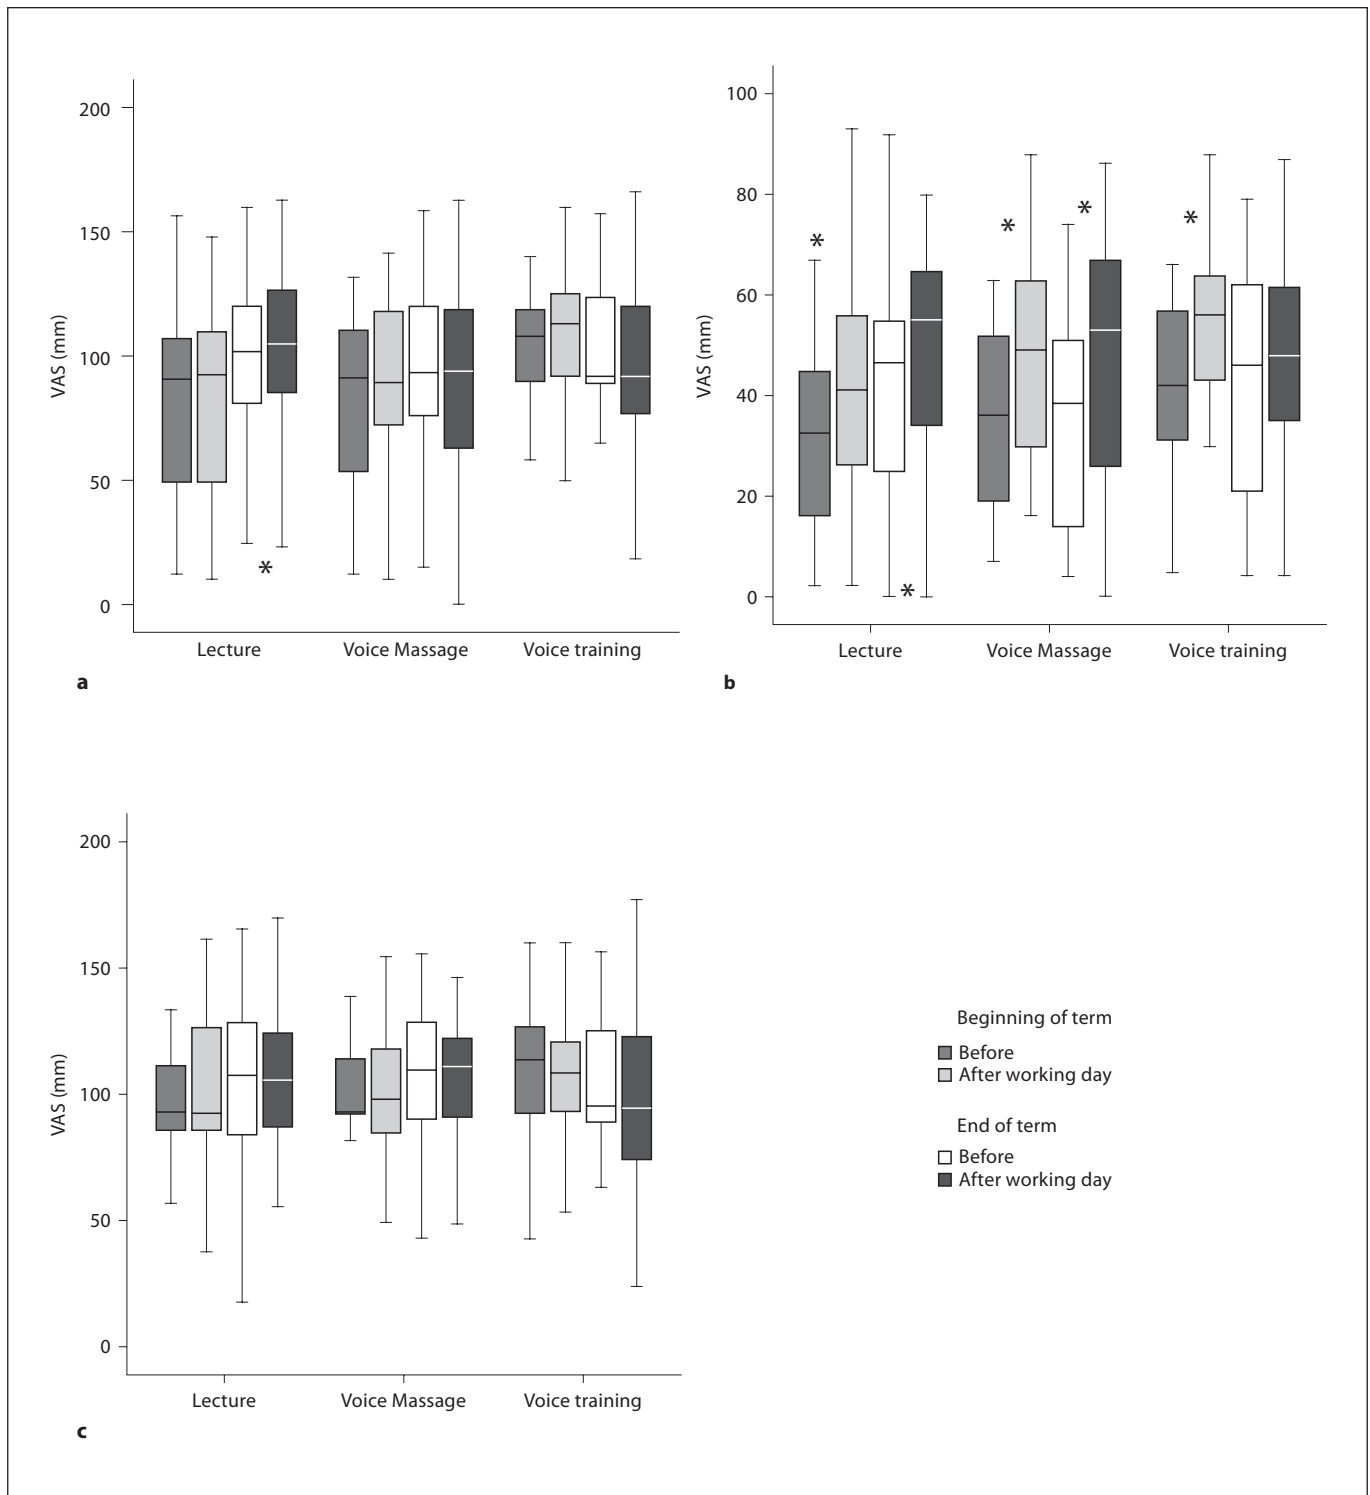 200
150
100
50
0
VAS (mm)
Lecture Voice Massage Voice training
a
*
100
80
60
40
20
0
VAS (mm)
* * * * *
Lecture Voice Massage Voice training
b
200
150
100
50
0
VAS (mm)
Lecture Voice Massage Voice training
c
Beginning of term
Before
After working day
End of term
Before
After working day